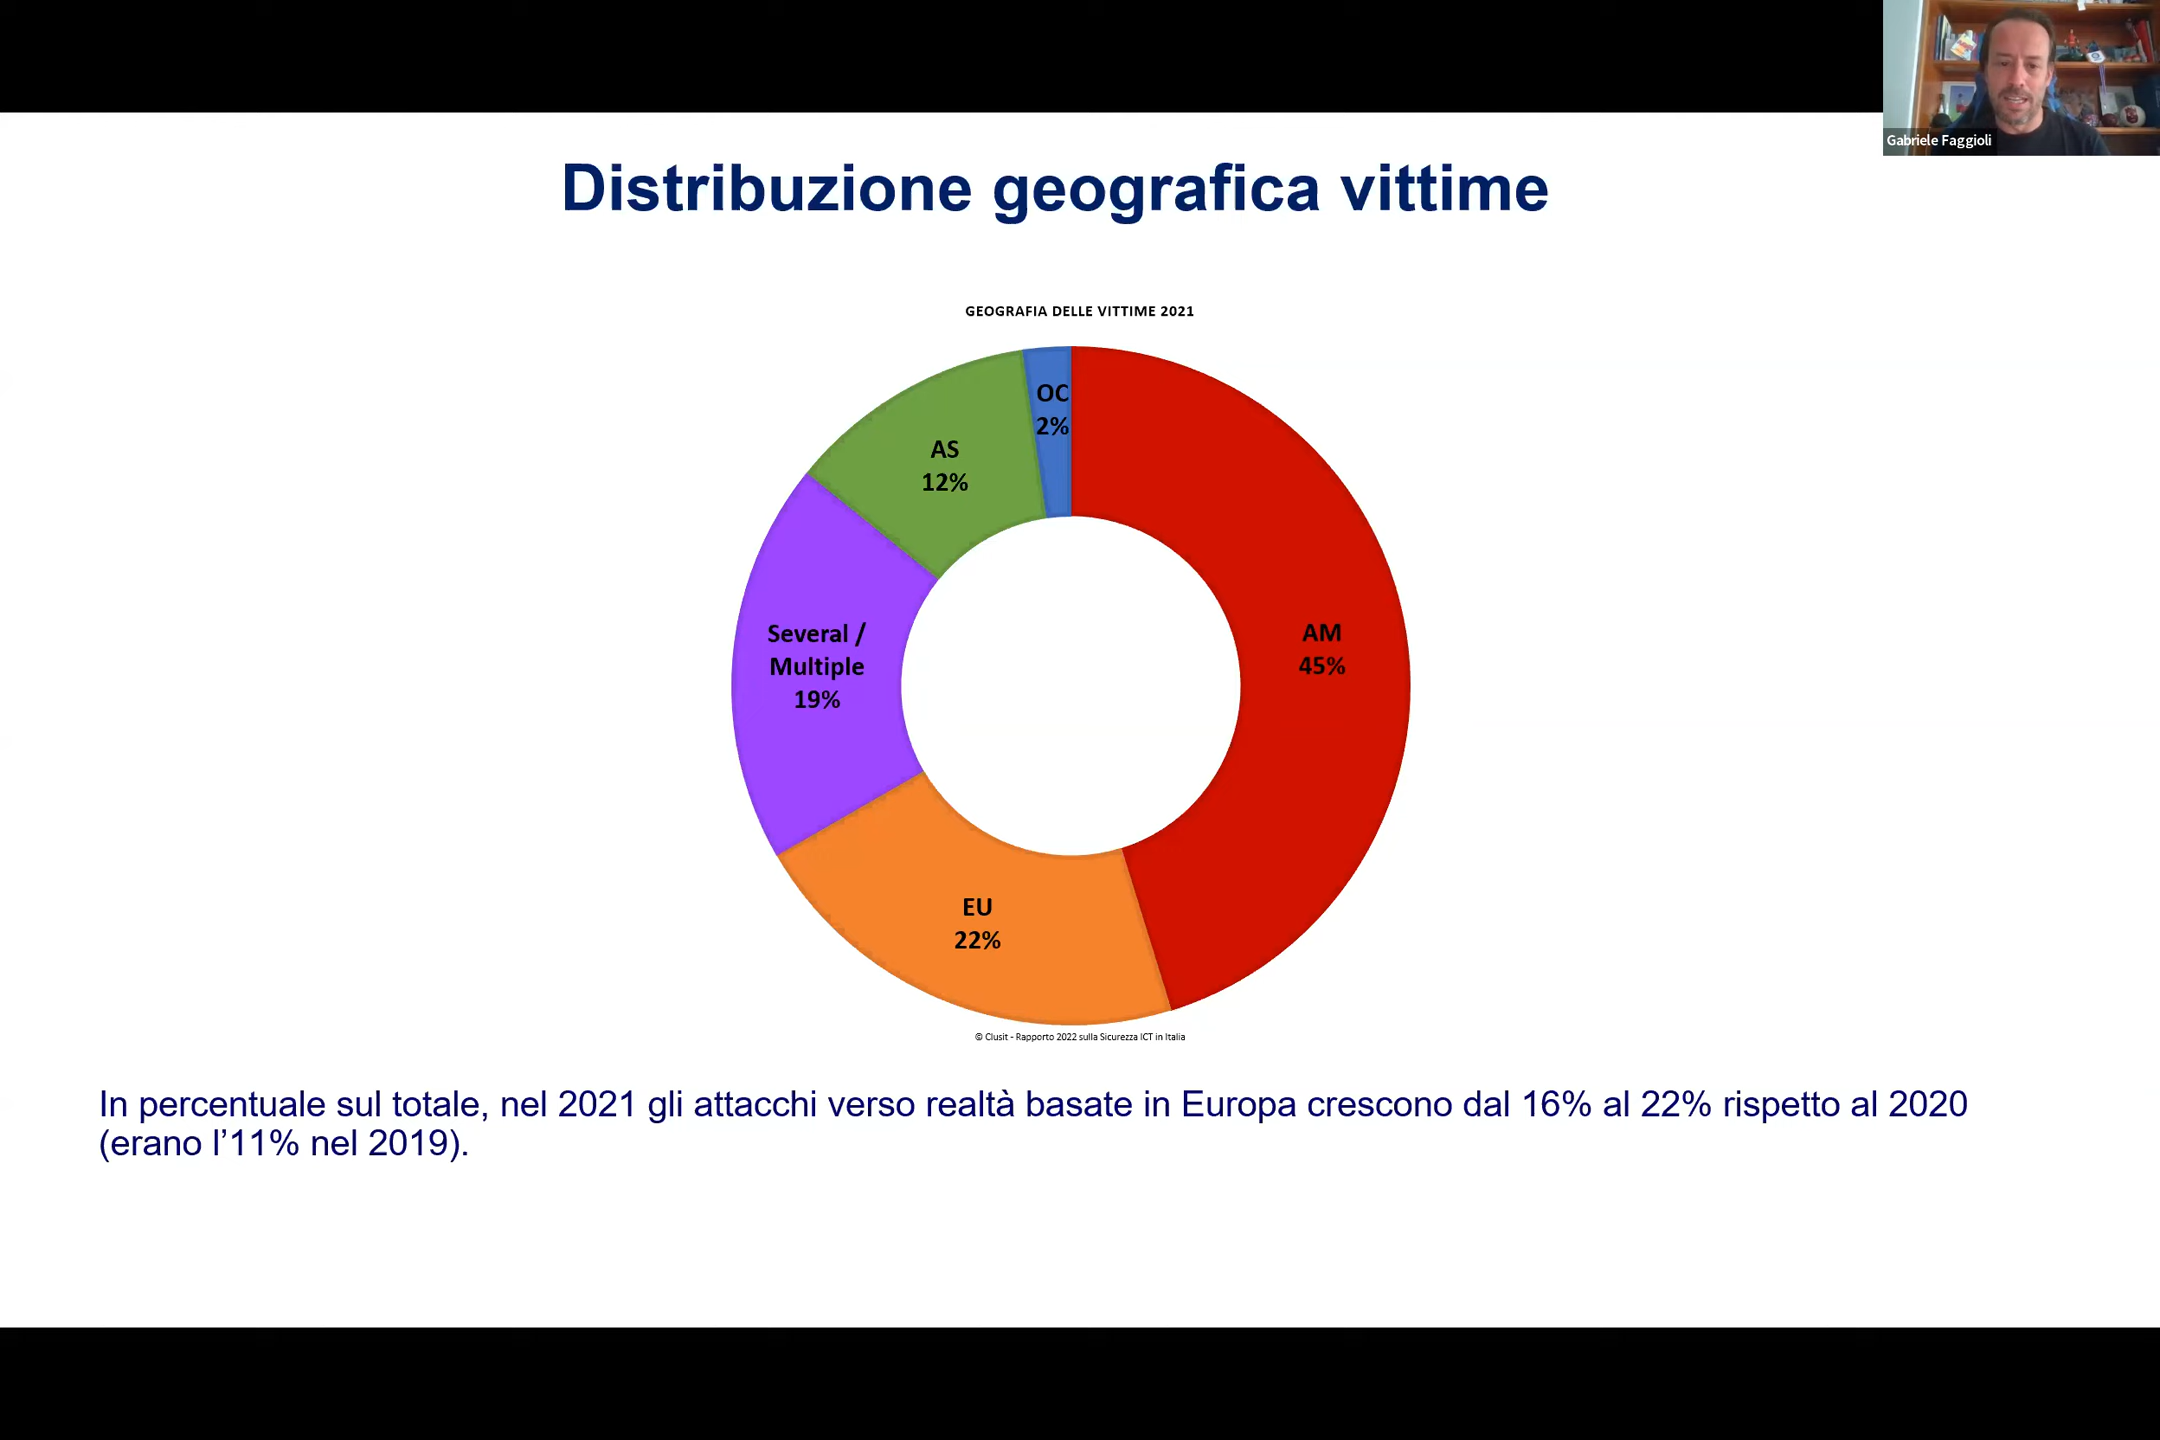 Gabriele Faggioli
Distribuzione geografica vittime
GEOGRAFIA DELLE VITTIME 2021
OC
2%
AS
12%
AM
45%
Several /
Multiple
19%
EU
22%
© Clusit - Rapporto 2022 sulla Sicurezza ICT in Italia
In percentuale sul totale, nel 2021 gli attacchi verso realtà basate in Europa crescono dal 16% al 22% rispetto al 2020
(erano l’11% nel 2019).